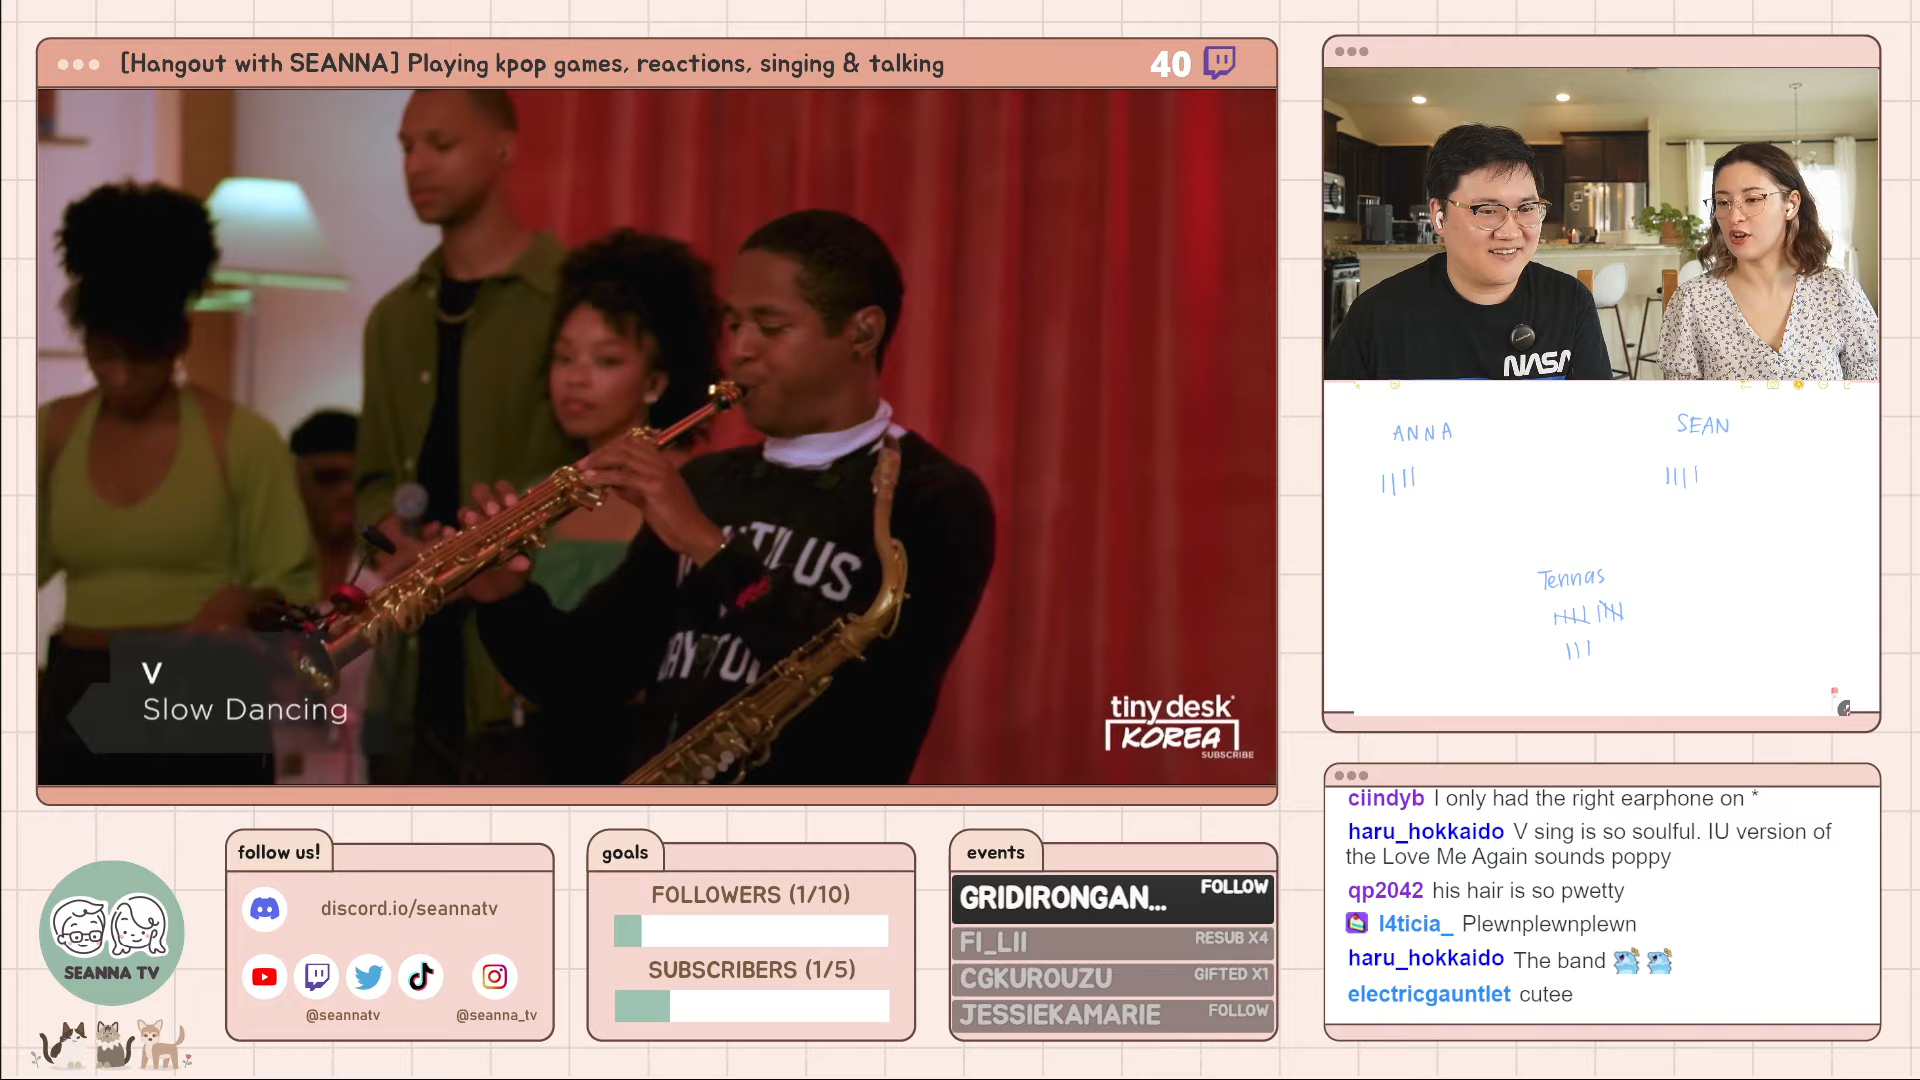 [Hangout with SEANNA] Playing kpop games, reactions, singing & talking
40
V
Slow Dancing
tiny desk
KOREA
SUBSCRIBE
NASA
ANNA
SEAN
Tennas
ciindyb I only had the right earphone on *
haru_hokkaido V sing is so soulful. IU version of
the Love Me Again sounds poppy
qp2042 his hair is so pwetty
l4ticia_ Plewnplewnplewn
haru_hokkaido The band
electricgauntlet cutee
SEANNA TV
follow us!
discord.io/seannatv
@seannatv
@seanna_tv
goals
FOLLOWERS (1/10)
SUBSCRIBERS (1/5)
events
GRIDIRONGAN... FOLLOW
FI_LII RESUB X4
CGKUROUZU GIFTED X1
JESSIEKAMARIE FOLLOW